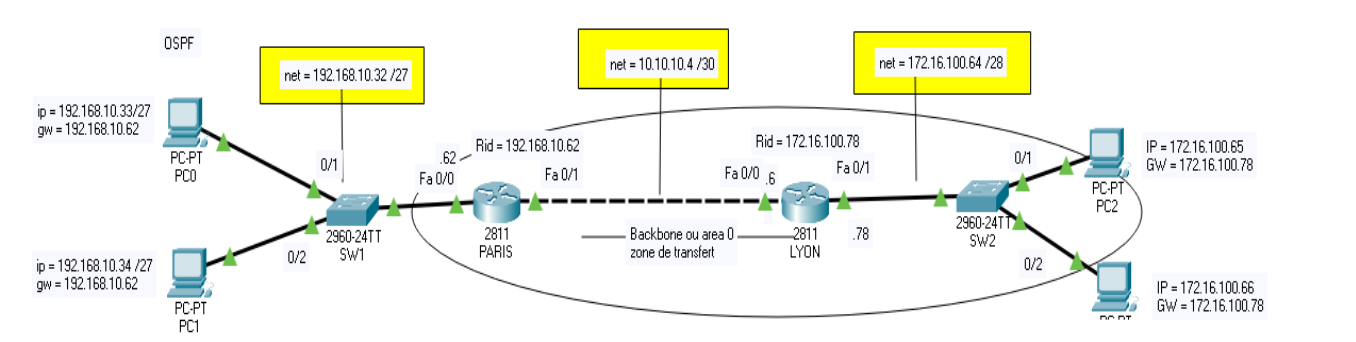 OSPF
net = 192.168.10.32 /27
net = 10.10.10.4 /30
net = 172.16.100.64 /28
ip = 192.168.10.33/27
gw = 192.168.10.62
PC-PT
PC0
0/1
.62
Rid = 192.168.10.62
Fa 0/0
Fa 0/1
2811
PARIS
2960-24TT
SW1
0/2
ip = 192.168.10.34 /27
gw = 192.168.10.62
PC-PT
PC1
Backbone ou area 0
zone de transfert
Rid = 172.16.100.78
Fa 0/0
.6
Fa 0/1
2811
LYON
.78
0/1
2960-24TT
SW2
0/2
IP = 172.16.100.65
GW = 172.16.100.78
PC-PT
PC2
IP = 172.16.100.66
GW = 172.16.100.78
PC-PT